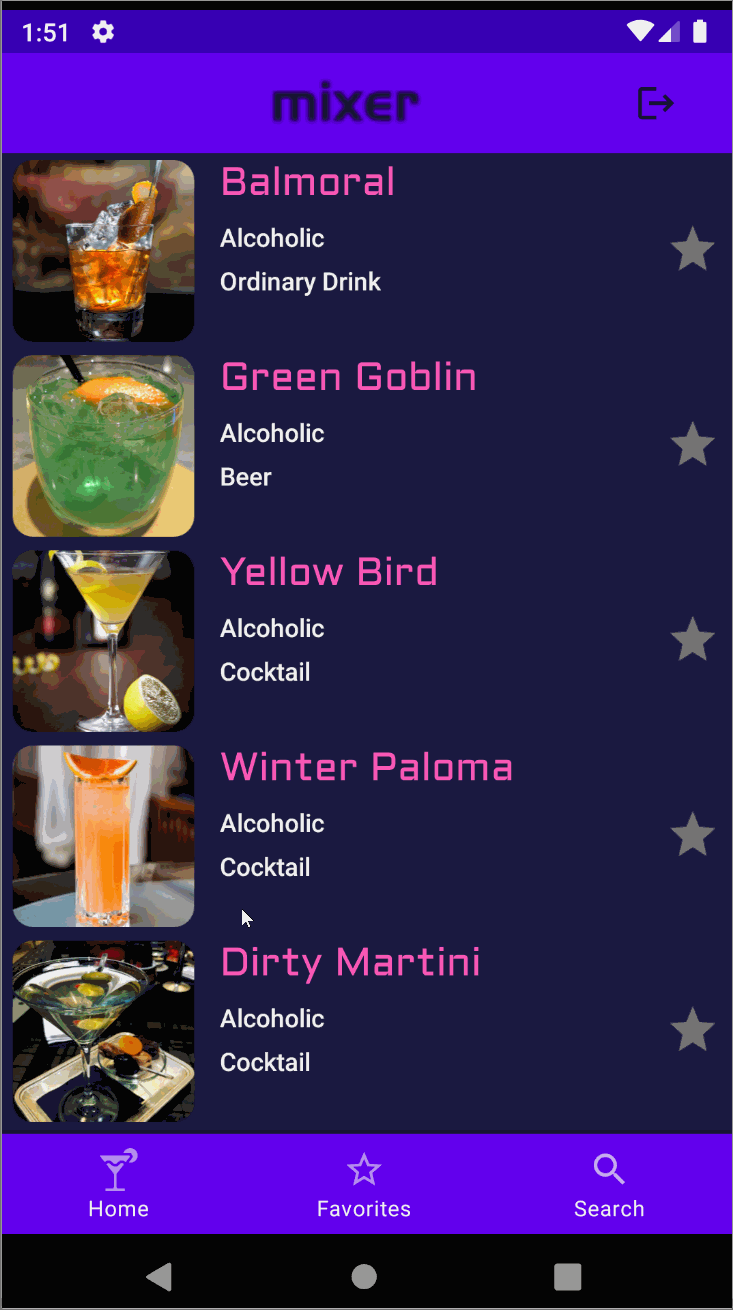 1:51
mixer
Balmoral
Alcoholic
Ordinary Drink
Green Goblin
Alcoholic
Beer
Yellow Bird
Alcoholic
Cocktail
Winter Paloma
Alcoholic
Cocktail
Dirty Martini
Alcoholic
Cocktail
Home
Favorites
Search